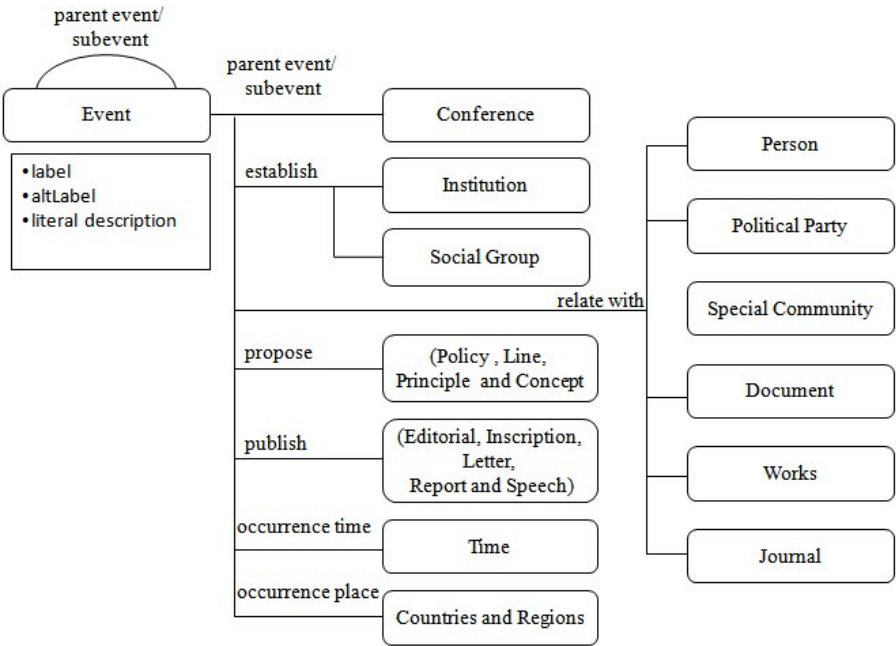 parent event/
subevent
parent event/
subevent
Event
Conference
•label
•altLabel
•literal description
establish
Institution
Social Group
relate with
propose
(Policy , Line,
Principle and Concept
publish
(Editorial, Inscription,
Letter,
Report and Speech)
occurrence time
Time
occurrence place
Countries and Regions
Person
Political Party
Special Community
Document
Works
Journal